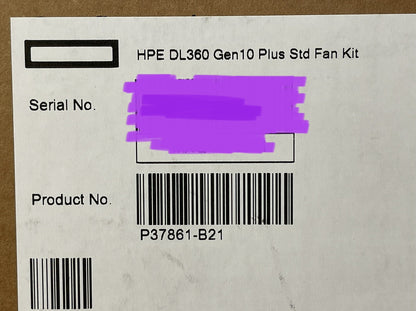 HPE DL360 Gen10 Plus Std Fan Kit
Serial No.
Product No.
P37861-B21